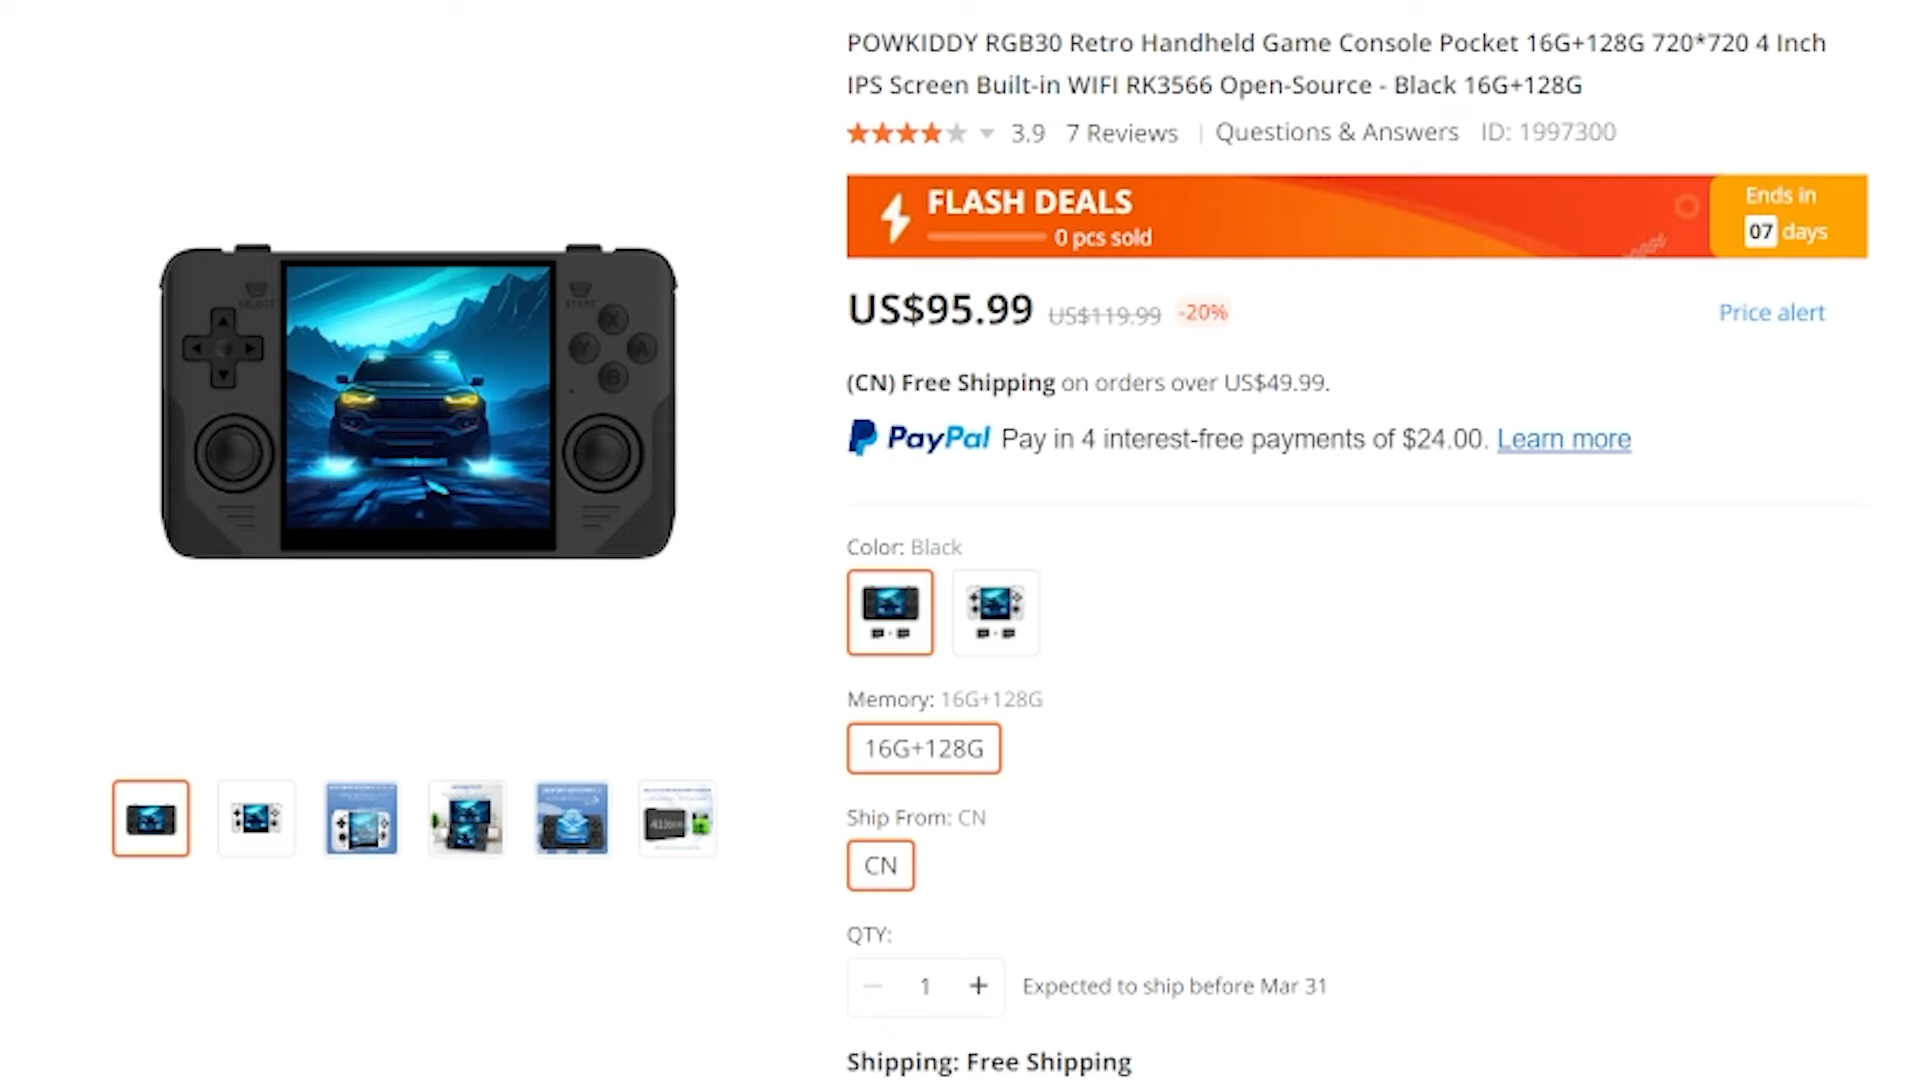 POWKIDDY RGB30 Retro Handheld Game Console Pocket 16G+128G 720*720 4 Inch
IPS Screen Built-in WIFI RK3566 Open-Source - Black 16G+128G
3.9 7 Reviews | Questions & Answers ID: 1997300
FLASH DEALS
0 pcs sold
Ends in
07 days
US$95.99 US$119.99 -20%
Price alert
(CN) Free Shipping on orders over US$49.99.
PayPal Pay in 4 interest-free payments of $24.00. Learn more
SELECT
START
X
Y
A
B
Color: Black
Memory: 16G+128G
16G+128G
Ship From: CN
CN
QTY:
− 1 + Expected to ship before Mar 31
Shipping: Free Shipping